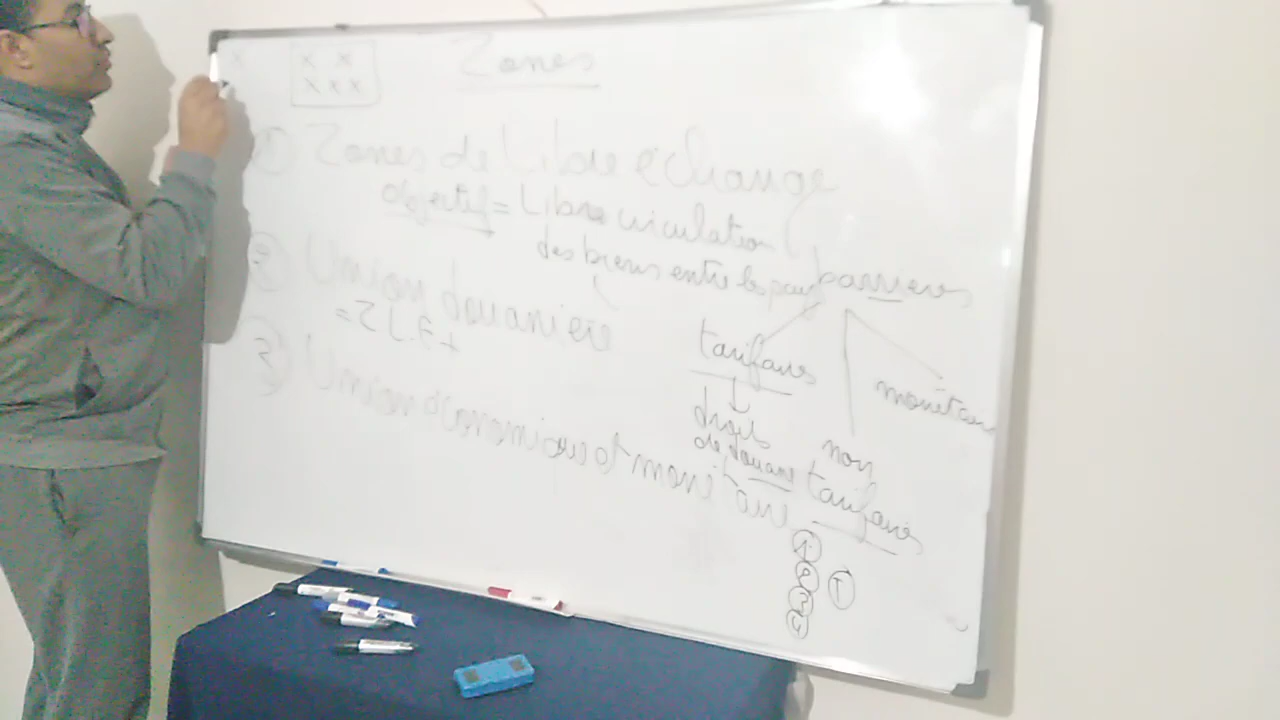 x x
x x x x
Zones
① Zones de Libre échange
Objectif = Libre circulation
des biens entre les pays
② Union douanière
= ZLE +
③ Union économique monétaire
barrières
tarifaires
↓
droits
de douane
non
tarifaires
monétaires